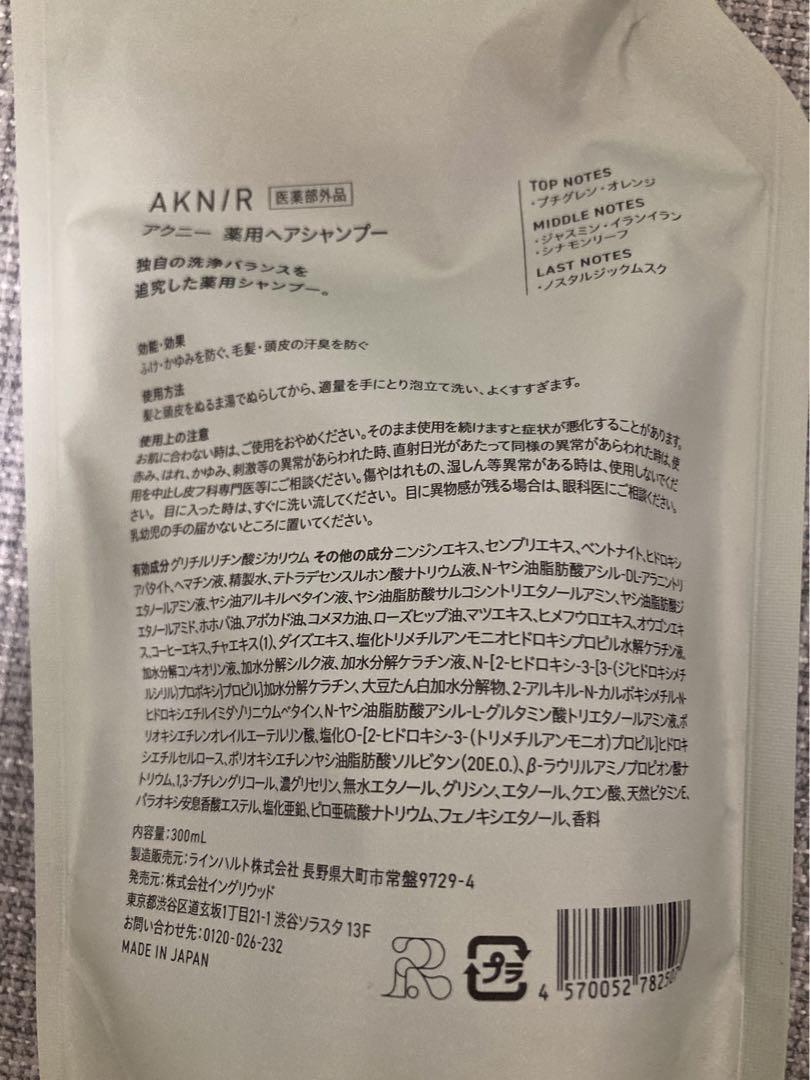 AKN/R 医薬部外品
アクニー 薬用ヘアシャンプー
独自の洗浄バランスを
追究した薬用シャンプー。
TOP NOTES
・プチグレン・オレンジ
MIDDLE NOTES
・ジャスミン・イランイラン
・シナモンリーフ
LAST NOTES
・ノスタルジックムスク
効能・効果
ふけ・かゆみを防ぐ、毛髪・頭皮の汗臭を防ぐ
使用方法
髪と頭皮をぬるま湯でぬらしてから、適量を手にとり泡立て洗い、よくすすぎます。
使用上の注意
お肌に合わない時は、ご使用をおやめください。そのまま使用を続けますと症状が悪化することがあります。
赤み、はれ、かゆみ、刺激等の異常があらわれた時、直射日光があたって同様の異常があらわれた時は、使
用を中止し皮フ科専門医等にご相談ください。傷やはれもの、湿しん等異常がある時は、使用しないでくだ
さい。 目に入った時は、すぐに洗い流してください。 目に異物感が残る場合は、眼科医にご相談ください。
乳幼児の手の届かないところに置いてください。
有効成分 グリチルリチン酸ジカリウム その他の成分 ニンジンエキス、センブリエキス、ベントナイト、ヒドロキシ
アパタイト、ヘマチン液、精製水、テトラデセンスルホン酸ナトリウム液、N-ヤシ油脂肪酸アシル-DL-アラニントリ
エタノールアミン液、ヤシ油アルキルベタイン液、ヤシ油脂肪酸サルコシントリエタノールアミン、ヤシ油脂肪酸ジ
エタノールアミド、ホホバ油、アボカド油、コメヌカ油、ローズヒップ油、マツエキス、ヒメフウロエキス、オウゴンエキ
ス、コーヒーエキス、チャエキス(1)、ダイズエキス、塩化トリメチルアンモニオヒドロキシプロピル加水分解ケラチン液、
加水分解コンキオリン液、加水分解シルク液、加水分解ケラチン液、N-[2-ヒドロキシ-3-[3-(ジヒドロキシメチ
ルシリル)プロポキシ]プロピル]加水分解ケラチン、大豆たん白加水分解物、2-アルキル-N-カルボキシメチル-N-
ヒドロキシエチルイミダゾリニウムベタイン、N-ヤシ油脂肪酸アシル-L-グルタミン酸トリエタノールアミン液、ポ
リオキシエチレンオレイルエーテルリン酸、塩化O-[2-ヒドロキシ-3-(トリメチルアンモニオ)プロピル]ヒドロキ
シエチルセルロース、ポリオキシエチレンヤシ油脂肪酸ソルビタン(20E.O.)、β-ラウリルアミノプロピオン酸ナ
トリウム、1,3-ブチレングリコール、濃グリセリン、無水エタノール、グリシン、エタノール、クエン酸、天然ビタミンE、
パラオキシ安息香酸エステル、塩化亜鉛、ピロ亜硫酸ナトリウム、フェノキシエタノール、香料
内容量:300mL
製造販売元:ラインハルト株式会社 長野県大町市常盤9729-4
発売元:株式会社イングリウッド
東京都渋谷区道玄坂1丁目21-1 渋谷ソラスタ 13F
お問い合わせ先:0120-026-232
MADE IN JAPAN
R
プラ
4 570052 782507